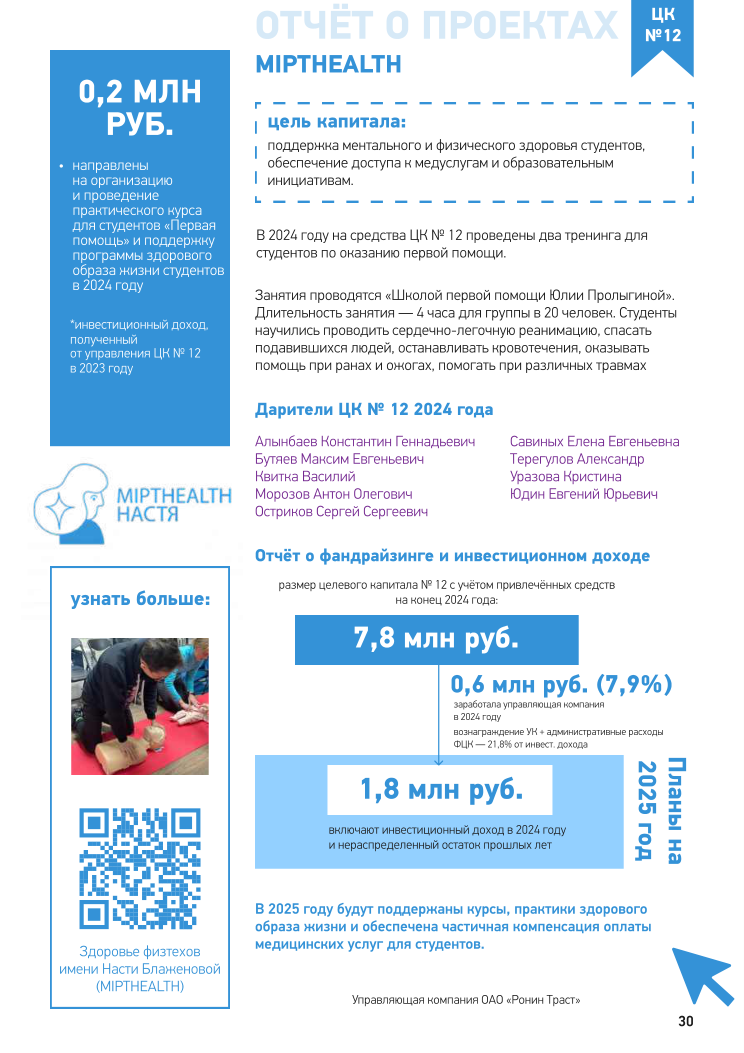 ОТЧЁТ О ПРОЕКТАХ
ЦК
№12
MIPTHEALTH
0,2 МЛН
РУБ.
• направлены
на организацию
и проведение
практического курса
для студентов «Первая
помощь» и поддержку
программы здорового
образа жизни студентов
в 2024 году
*инвестиционный доход,
полученный
от управления ЦК № 12
в 2023 году
цель капитала:
поддержка ментального и физического здоровья студентов,
обеспечение доступа к медуслугам и образовательным
инициативам.
В 2024 году на средства ЦК № 12 проведены два тренинга для
студентов по оказанию первой помощи.
Занятия проводятся «Школой первой помощи Юлии Пролыгиной».
Длительность занятия — 4 часа для группы в 20 человек. Студенты
научились проводить сердечно-легочную реанимацию, спасать
подавившихся людей, останавливать кровотечения, оказывать
помощь при ранах и ожогах, помогать при различных травмах
Дарители ЦК № 12 2024 года
Алынбаев Константин Геннадьевич
Бутяев Максим Евгеньевич
Квитка Василий
Морозов Антон Олегович
Остриков Сергей Сергеевич
Савиных Елена Евгеньевна
Терегулов Александр
Уразова Кристина
Юдин Евгений Юрьевич
MIPTHEALTH
НАСТЯ
узнать больше:
Здоровье физтехов
имени Насти Блаженовой
(MIPTHEALTH)
Отчёт о фандрайзинге и инвестиционном доходе
размер целевого капитала № 12 с учётом привлечённых средств
на конец 2024 года:
7,8 млн руб.
0,6 млн руб. (7,9%)
заработала управляющая компания
в 2024 году
вознаграждение УК + административные расходы
ФЦК — 21,8% от инвест. дохода
1,8 млн руб.
включают инвестиционный доход в 2024 году
и нераспределенный остаток прошлых лет
Планы на
2025 год
В 2025 году будут поддержаны курсы, практики здорового
образа жизни и обеспечена частичная компенсация оплаты
медицинских услуг для студентов.
Управляющая компания ОАО «Ронин Траст»
30